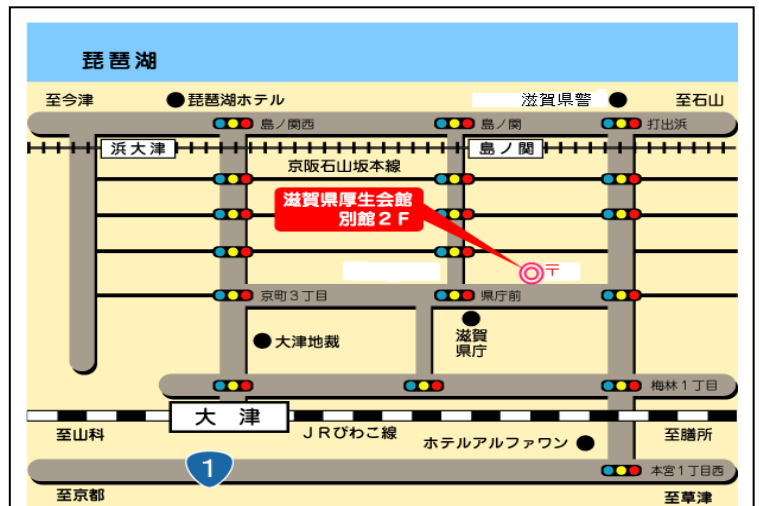 琵琶湖
至今津
琵琶湖ホテル
滋賀県警
至石山
島ノ関西
島ノ関
打出浜
浜大津
島ノ関
京阪石山坂本線
滋賀県厚生会館
別館2F
〒
京町3丁目
県庁前
大津地裁
滋賀
県庁
梅林1丁目
大津
至山科
JRびわこ線
ホテルアルファワン
至膳所
1
本宮1丁目西
至京都
至草津